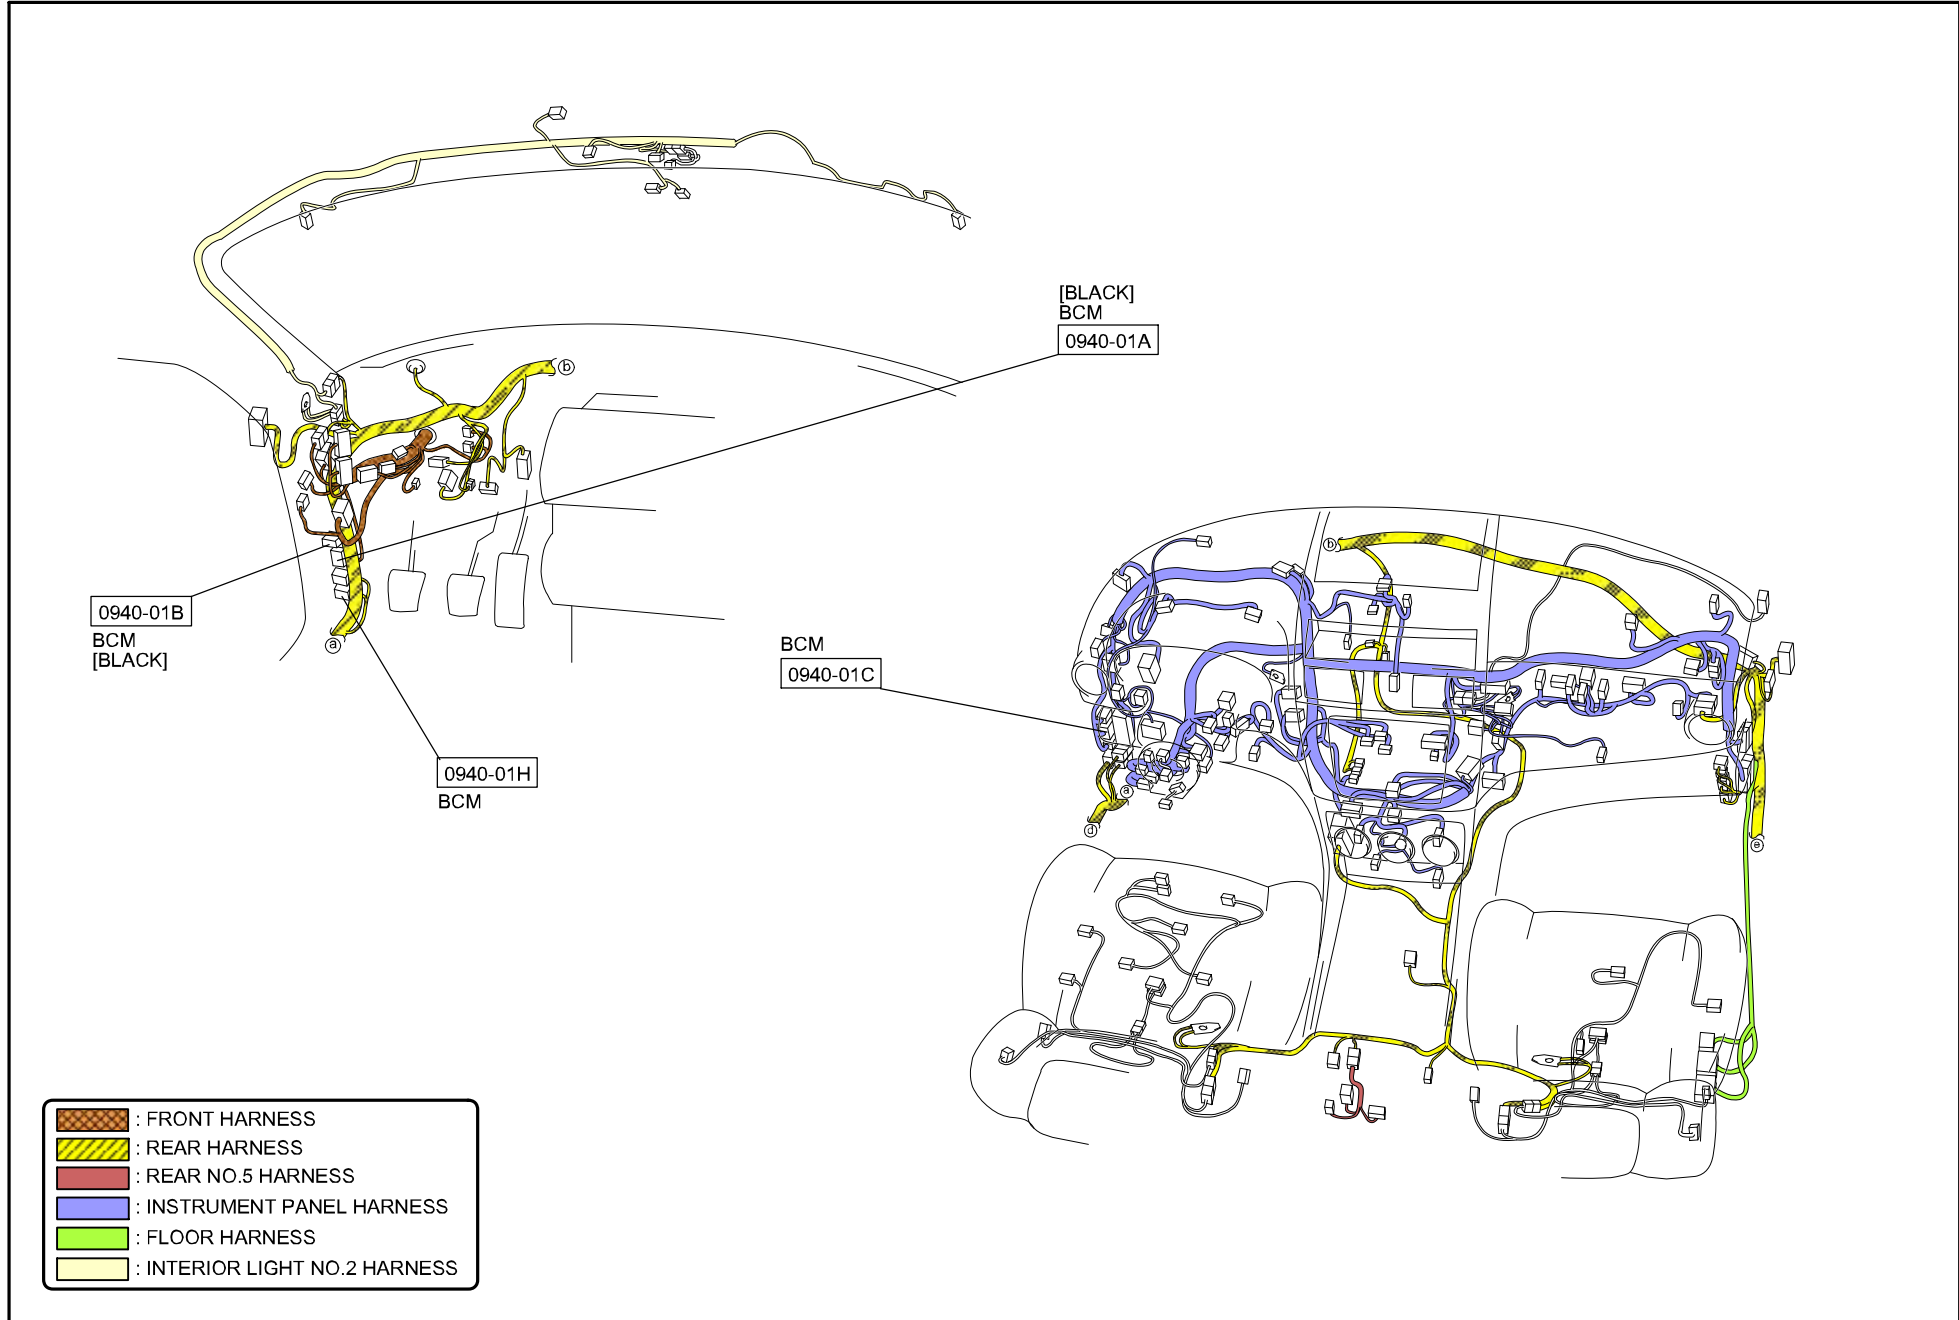 [BLACK]
BCM
0940-01A
b
b
0940-01B
BCM
[BLACK]
a
BCM
0940-01C
0940-01H
BCM
a
d
e
: FRONT HARNESS
: REAR HARNESS
: REAR NO.5 HARNESS
: INSTRUMENT PANEL HARNESS
: FLOOR HARNESS
: INTERIOR LIGHT NO.2 HARNESS